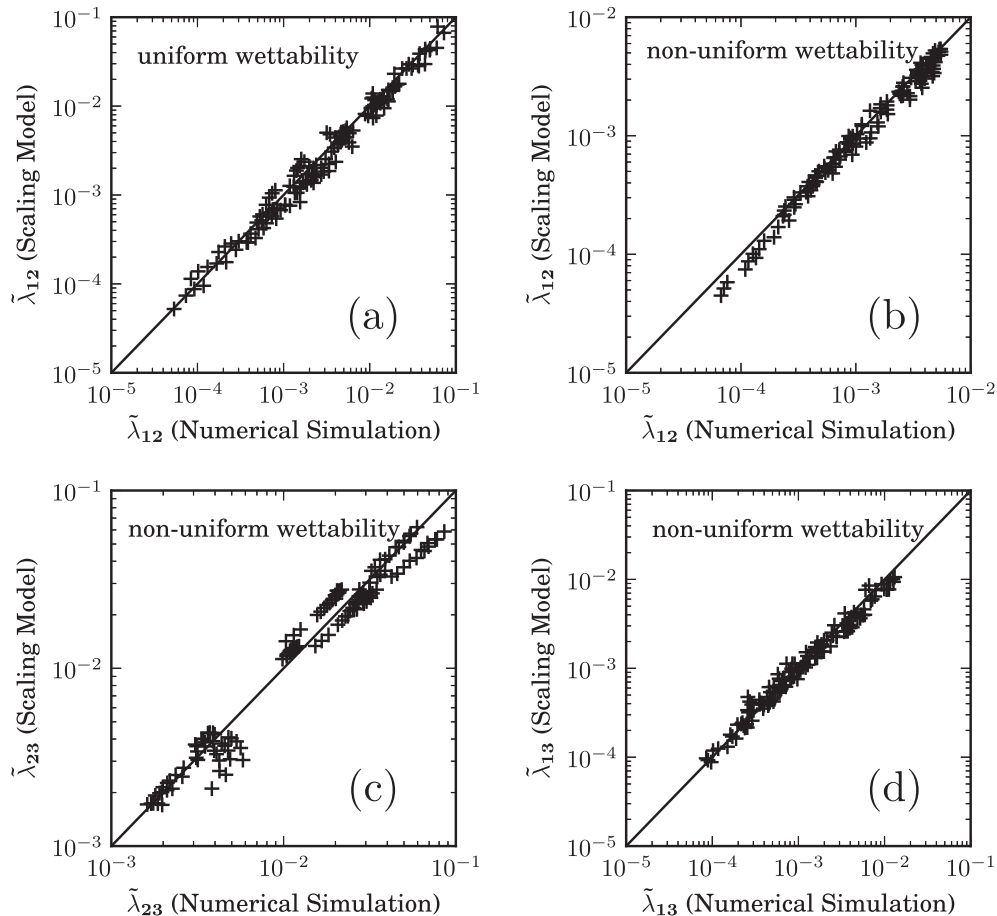 10⁻¹
10⁻²
10⁻³
10⁻⁴
10⁻⁵
λ̃₁₂ (Scaling Model)
uniform wettability
(a)
10⁻⁵ 10⁻⁴ 10⁻³ 10⁻² 10⁻¹
λ̃₁₂ (Numerical Simulation)
10⁻²
10⁻³
10⁻⁴
10⁻⁵
λ̃₁₂ (Scaling Model)
non-uniform wettability
(b)
10⁻⁵ 10⁻⁴ 10⁻³ 10⁻²
λ̃₁₂ (Numerical Simulation)
10⁻¹
10⁻²
10⁻³
λ̃₂₃ (Scaling Model)
non-uniform wettability
(c)
10⁻³ 10⁻² 10⁻¹
λ̃₂₃ (Numerical Simulation)
10⁻¹
10⁻²
10⁻³
10⁻⁴
10⁻⁵
λ̃₁₃ (Scaling Model)
non-uniform wettability
(d)
10⁻⁵ 10⁻⁴ 10⁻³ 10⁻² 10⁻¹
λ̃₁₃ (Numerical Simulation)